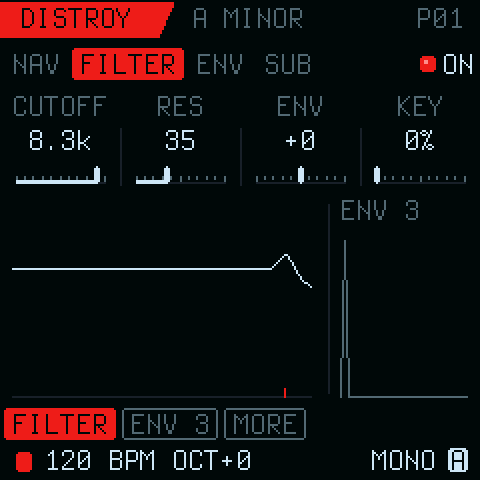 DISTROY A MINOR P01
NAV FILTER ENV SUB ON
CUTOFF RES ENV KEY
8.3k 35 +0 0%
ENV 3
FILTER ENV 3 MORE
120 BPM OCT+0 MONO A